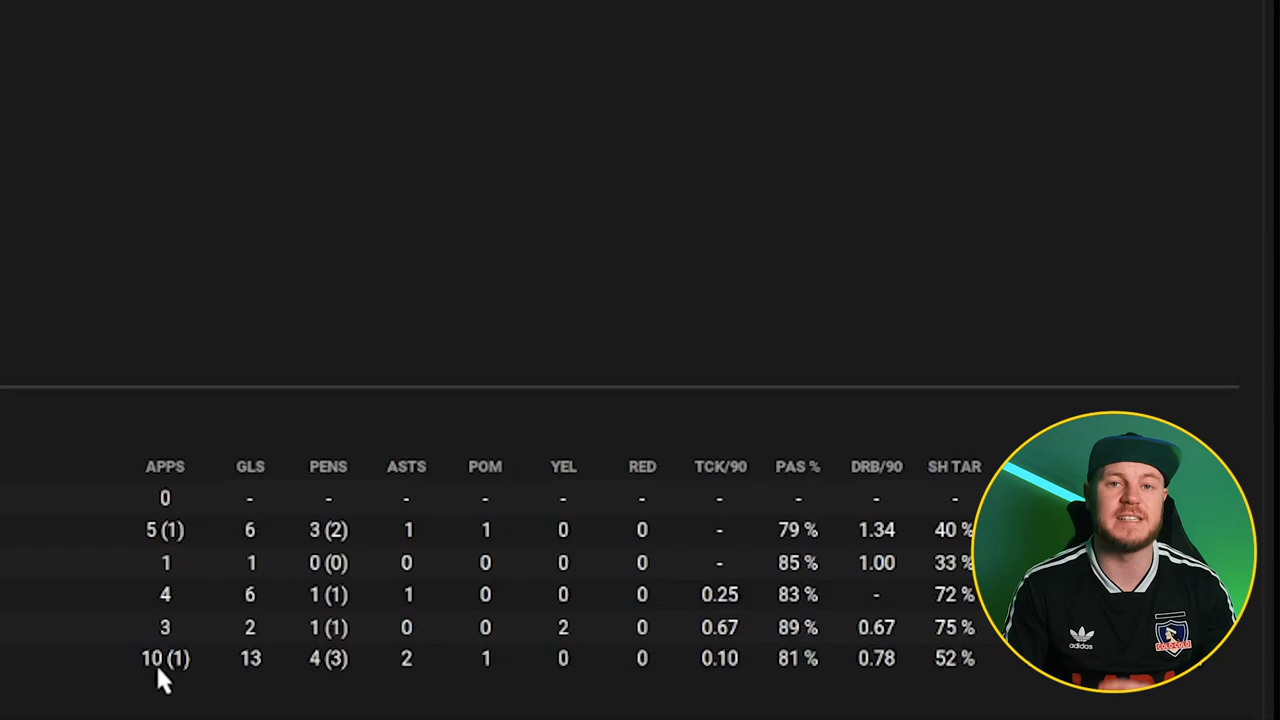 APPS GLS PENS ASTS POM YEL RED TCK/90 PAS % DRB/90 SH TAR
0 - - - - - - - - - -
5 (1) 6 3 (2) 1 1 0 0 - 79 % 1.34 40 %
1 1 0 (0) 0 0 0 0 - 85 % 1.00 33 %
4 6 1 (1) 1 0 0 0 0.25 83 % - 72 %
3 2 1 (1) 0 0 2 0 0.67 89 % 0.67 75 %
10 (1) 13 4 (3) 2 1 0 0 0.10 81 % 0.78 52 %
adidas
COLO-COLO